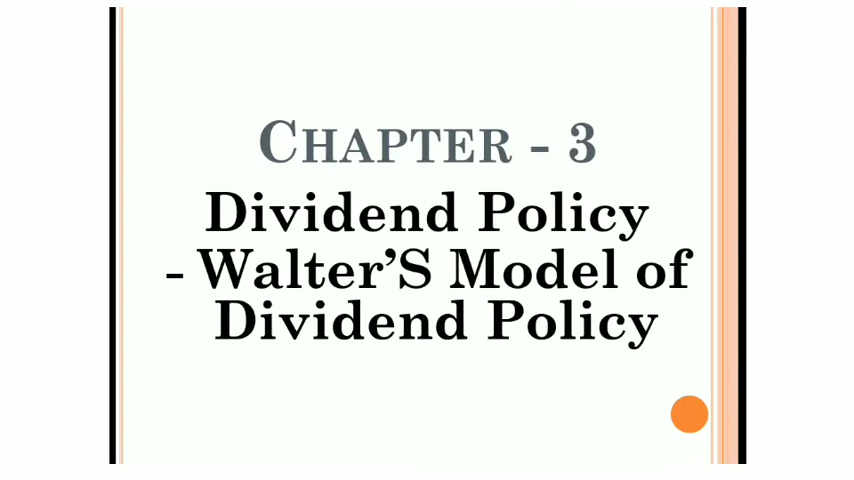 CHAPTER - 3
Dividend Policy
- Walter'S Model of
Dividend Policy